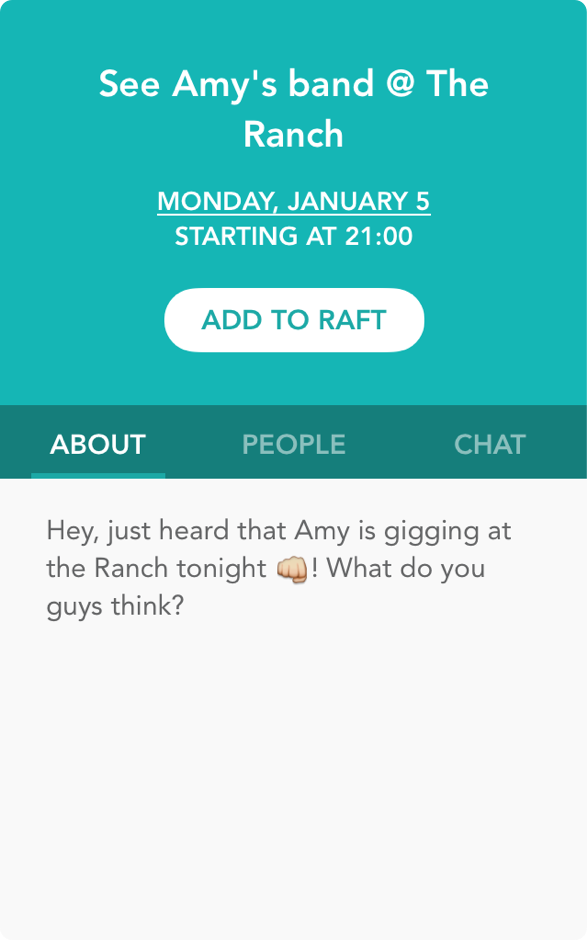 See Amy's band @ The
Ranch
MONDAY, JANUARY 5
STARTING AT 21:00
ADD TO RAFT
ABOUT PEOPLE CHAT
Hey, just heard that Amy is gigging at
the Ranch tonight 👊! What do you
guys think?